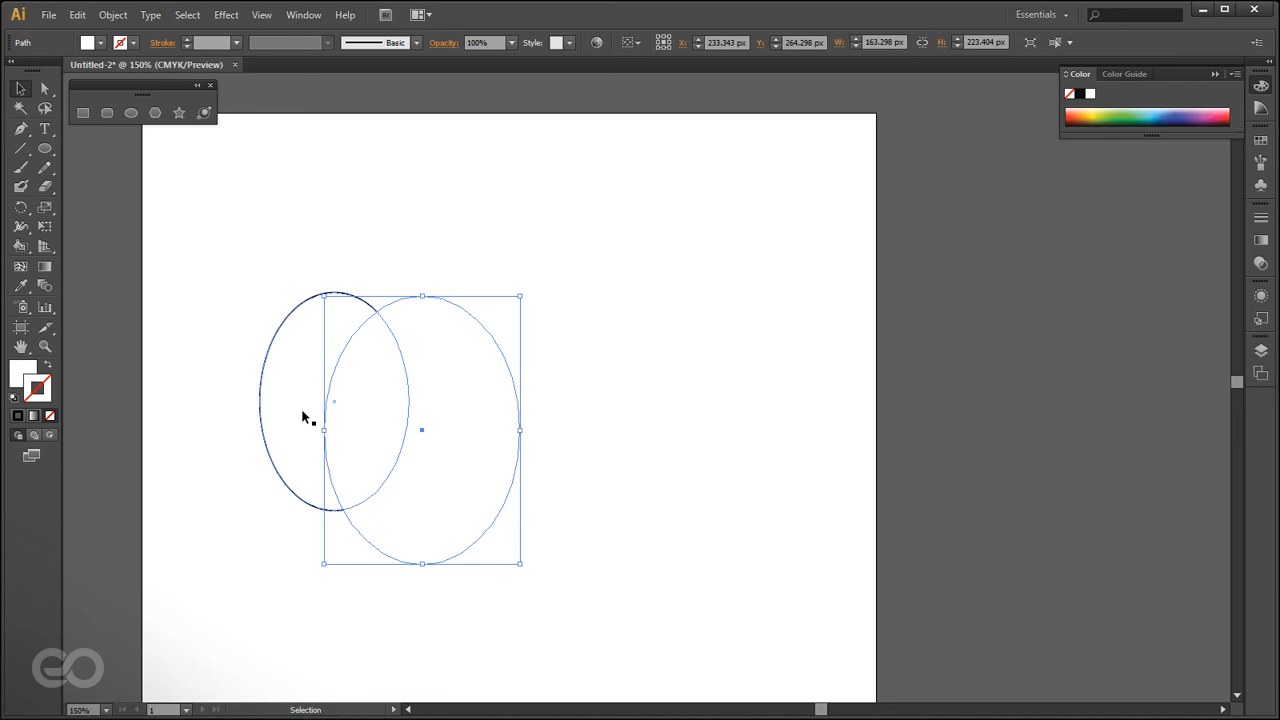 Ai File Edit Object Type Select Effect View Window Help Br Essentials
Path Stroke: Basic Opacity: 100% Style: X: 233.343 px Y: 264.298 px W: 163.298 px H: 223.404 px
Untitled-2* @ 150% (CMYK/Preview) ×
Color Color Guide
T
eo
150% 1 Selection